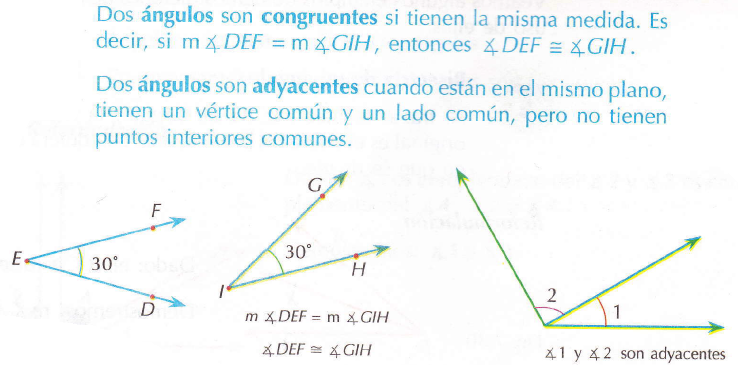 Dos ángulos son congruentes si tienen la misma medida. Es
decir, si m∡DEF = m∡GIH, entonces ∡DEF ≅ ∡GIH.
Dos ángulos son adyacentes cuando están en el mismo plano,
tienen un vértice común y un lado común, pero no tienen
puntos interiores comunes.
F
E
30°
D
G
30°
H
I
m ∡DEF = m ∡GIH
∡DEF ≅ ∡GIH
2
1
∡1 y ∡2 son adyacentes